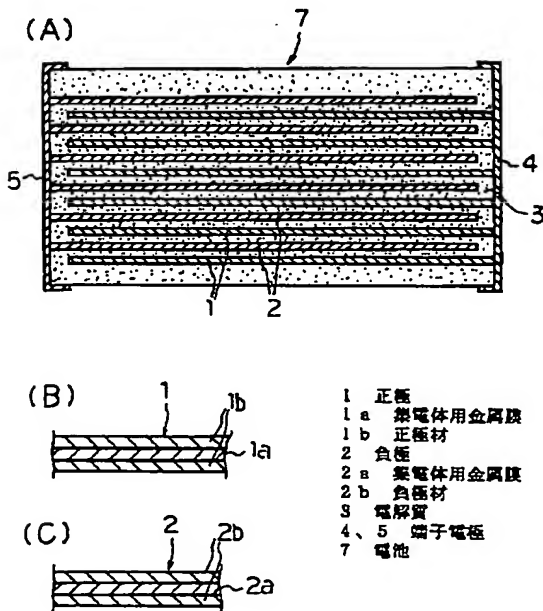 (A)
7
5
4
3
1
2
(B)
1
1b
1a
(C)
2
2b
2a
1 正極
1a 集電体用金属膜
1b 正極材
2 負極
2a 集電体用金属膜
2b 負極材
3 電解質
4、5 端子電極
7 電池